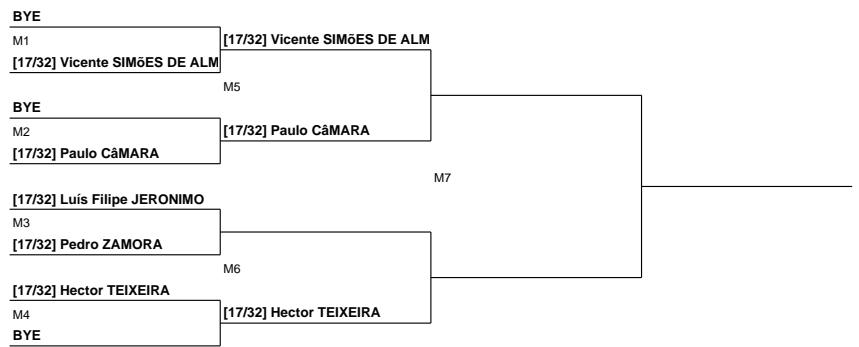 BYE
M1
[17/32] Vicente SIMõES DE ALM
[17/32] Vicente SIMõES DE ALM
M5
BYE
M2
[17/32] Paulo CâMARA
[17/32] Paulo CâMARA
M7
[17/32] Luís Filipe JERONIMO
M3
[17/32] Pedro ZAMORA
M6
[17/32] Hector TEIXEIRA
M4
[17/32] Hector TEIXEIRA
BYE